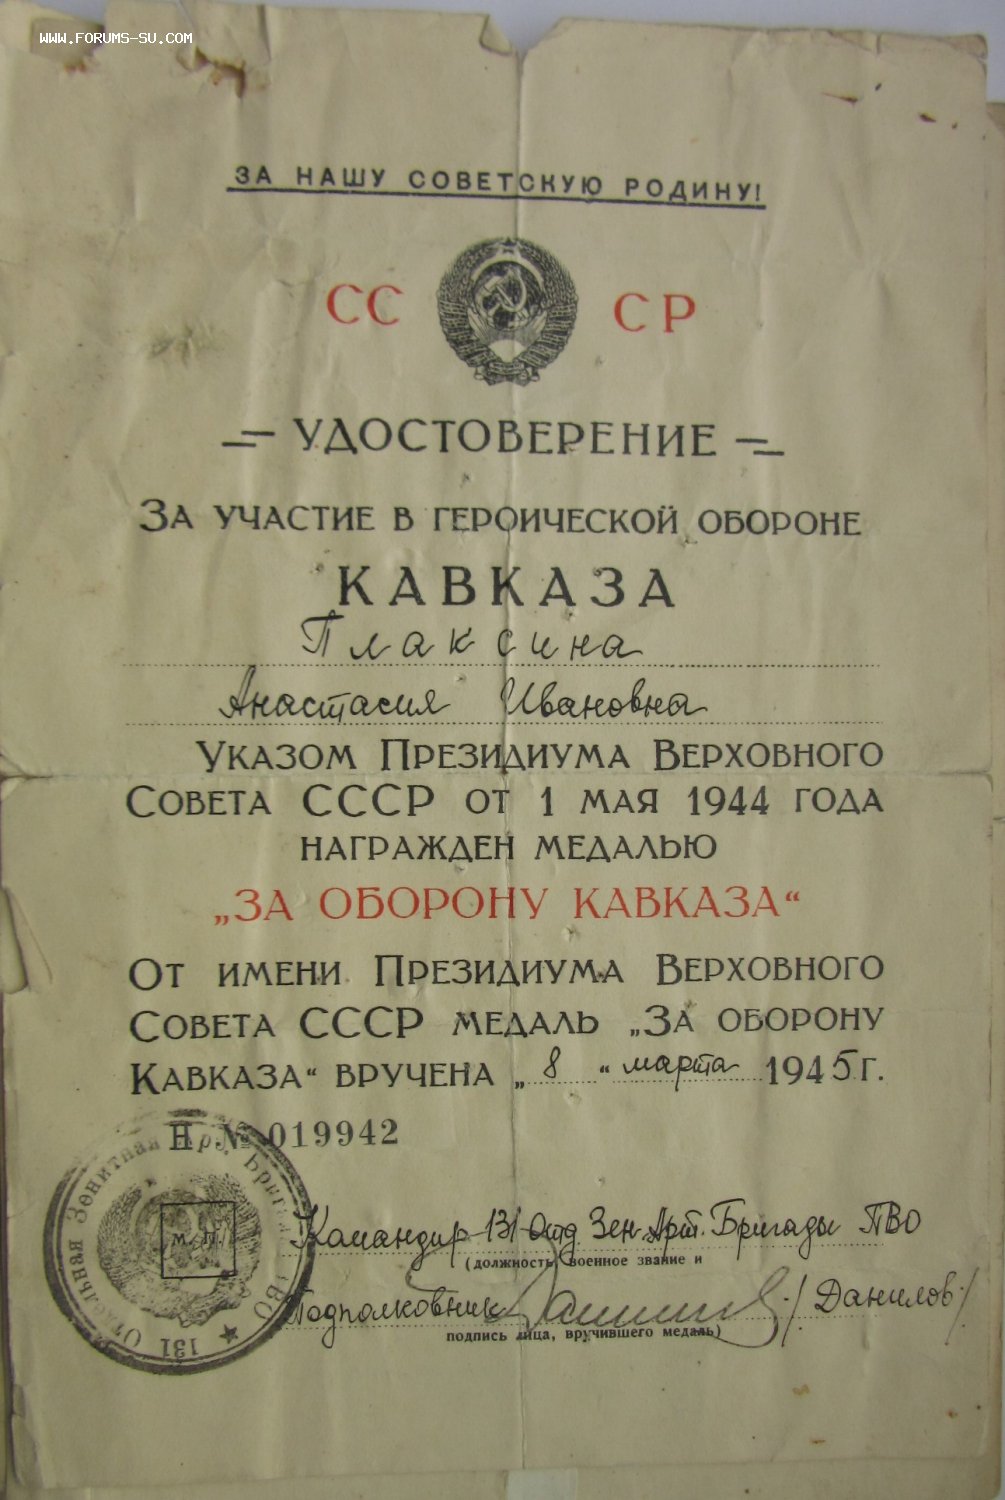 WWW.FORUMS-SU.COM
ЗА НАШУ СОВЕТСКУЮ РОДИНУ!
СС СР
УДОСТОВЕРЕНИЕ
ЗА УЧАСТИЕ В ГЕРОИЧЕСКОЙ ОБОРОНЕ
КАВКАЗА
Плаксина
Анастасия Ивановна
УКАЗОМ ПРЕЗИДИУМА ВЕРХОВНОГО
СОВЕТА СССР ОТ 1 МАЯ 1944 ГОДА
НАГРАЖДЕН МЕДАЛЬЮ
„ЗА ОБОРОНУ КАВКАЗА“
ОТ ИМЕНИ ПРЕЗИДИУМА ВЕРХОВНОГО
СОВЕТА СССР МЕДАЛЬ „ЗА ОБОРОНУ
КАВКАЗА“ ВРУЧЕНА „8“ марта 1945 г.
Н № 019942
131 Зенитная ПВО
М. П.
Командир 131 Отд Зен. Арт. Бригады ПВО
(должность, военное звание и
Подполковник /Данилов/
подпись лица, вручившего медаль)